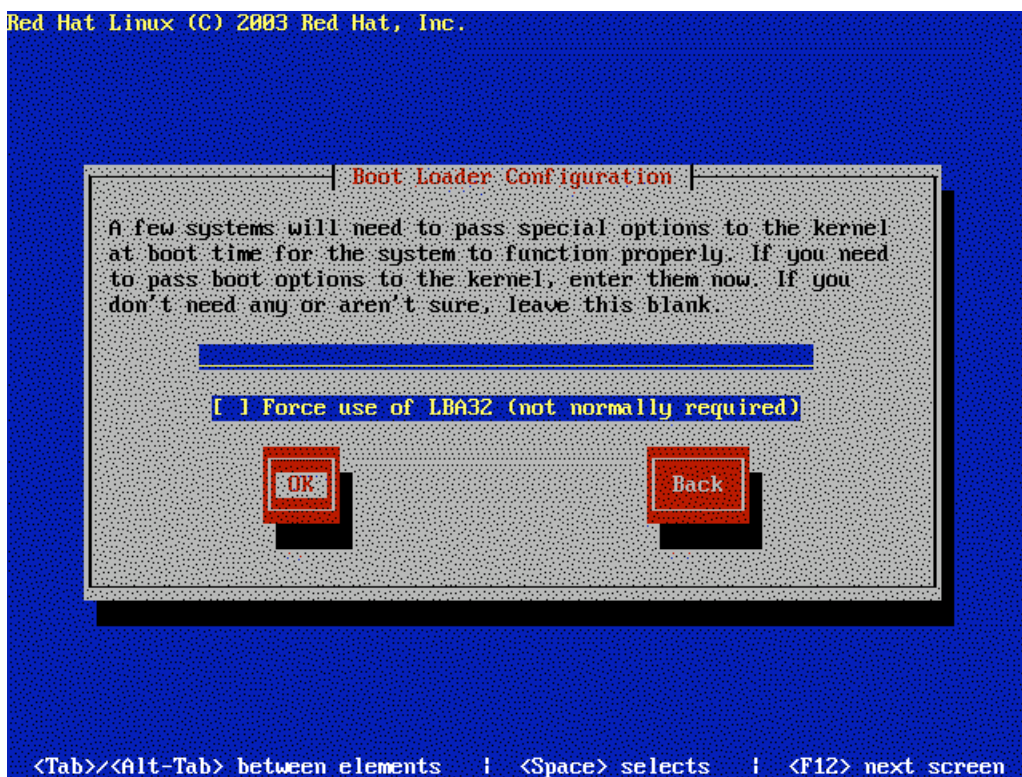 Red Hat Linux (C) 2003 Red Hat, Inc.
Boot Loader Configuration
A few systems will need to pass special options to the kernel
at boot time for the system to function properly. If you need
to pass boot options to the kernel, enter them now. If you
don't need any or aren't sure, leave this blank.
[ ] Force use of LBA32 (not normally required)
OK Back
<Tab>/<Alt-Tab> between elements | <Space> selects | <F12> next screen